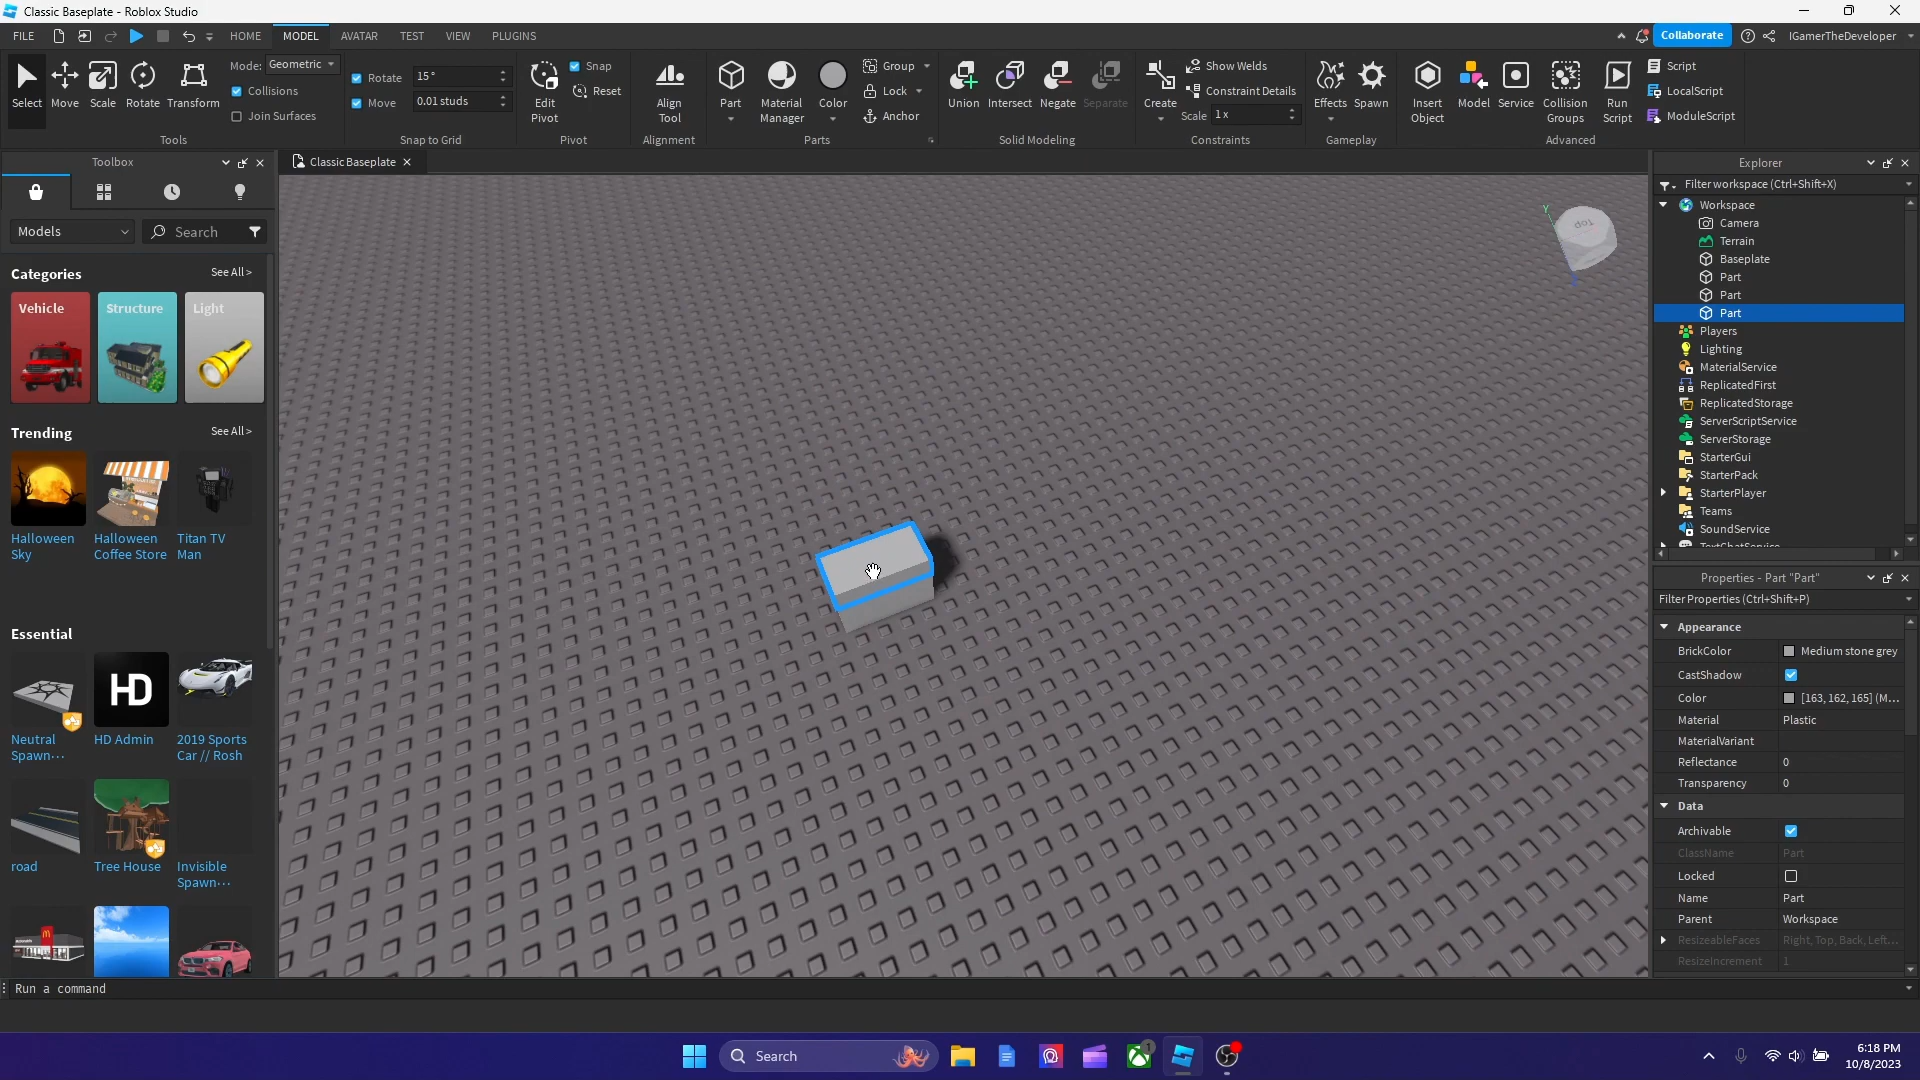 Classic Baseplate - Roblox Studio
FILE HOME MODEL AVATAR TEST VIEW PLUGINS Collaborate IGamerTheDeveloper
Select Move Scale Rotate Transform
Mode: Geometric
Collisions
Join Surfaces
Tools
Rotate 15°
Move 0.01 studs
Snap to Grid
Edit Pivot
Snap
Reset
Pivot
Align Tool
Alignment
Part
Material Manager
Color
Group
Lock
Anchor
Parts
Union Intersect Negate Separate
Solid Modeling
Create
Show Welds
Constraint Details
Scale 1 x
Constraints
Effects Spawn
Gameplay
Insert Object
Model
Service
Collision Groups
Run Script
Script
LocalScript
ModuleScript
Advanced
Toolbox
Models
Search
Categories See All >
Vehicle Structure Light
Trending See All >
Halloween Sky
Halloween Coffee Store
Titan TV Man
Essential
HD
Neutral Spawn...
HD Admin
2019 Sports Car // Rosh
road
Tree House
Invisible Spawn...
Classic Baseplate
Y
Top
Explorer
Filter workspace (Ctrl+Shift+X)
Workspace
Camera
Terrain
Baseplate
Part
Part
Part
Players
Lighting
MaterialService
ReplicatedFirst
ReplicatedStorage
ServerScriptService
ServerStorage
StarterGui
StarterPack
StarterPlayer
Teams
SoundService
TextChatService
Properties - Part "Part"
Filter Properties (Ctrl+Shift+P)
Appearance
BrickColor Medium stone grey
CastShadow
Color [163, 162, 165] (M...
Material Plastic
MaterialVariant
Reflectance 0
Transparency 0
Data
Archivable
ClassName Part
Locked
Name Part
Parent Workspace
ResizeableFaces Right, Top, Back, Left...
ResizeIncrement 1
Run a command
Search
1
6:18 PM
10/8/2023